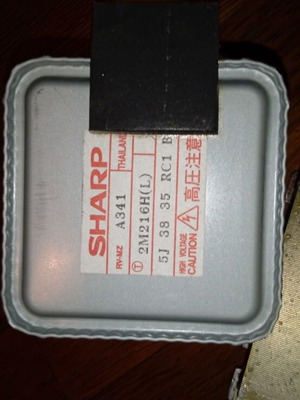 SHARP
RV-MZ A341 THAILAND
Ⓣ 2M216H(L)
5J 38 35 RC1 B
HIGH VOLTAGE CAUTION 高圧注意